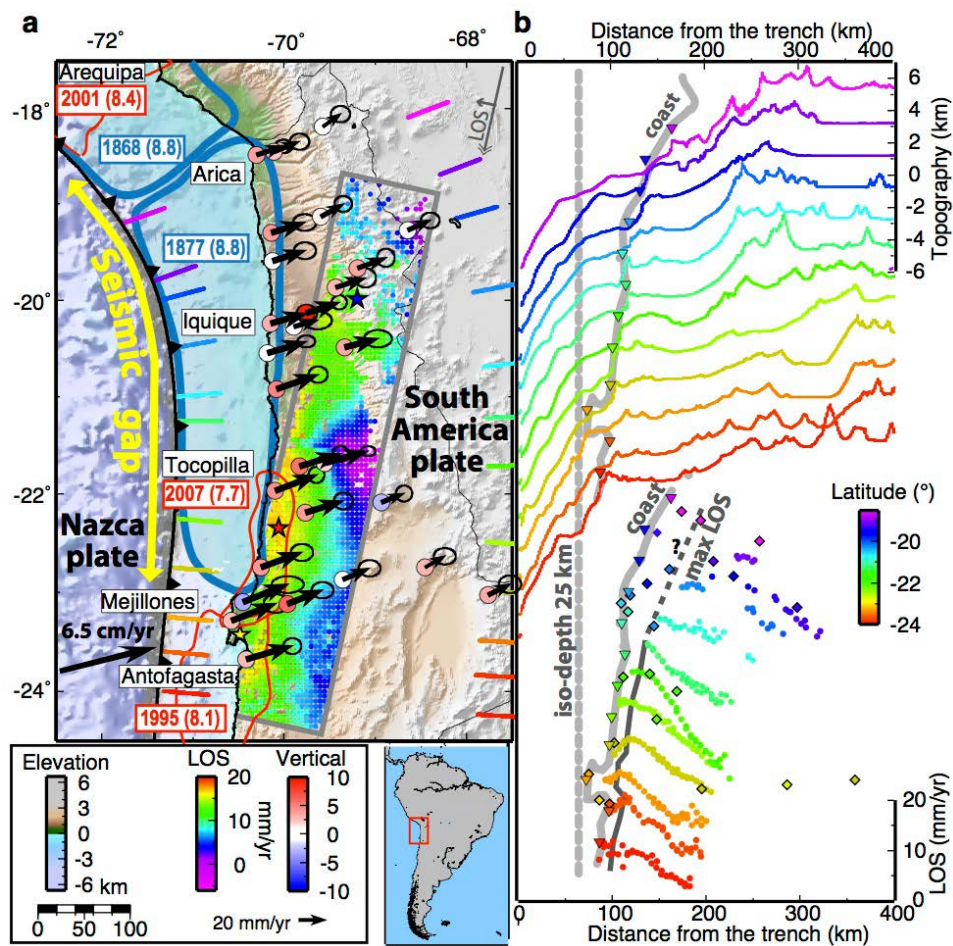 a
-72
-70
-68
Arequipa
2001 (8.4)
-18
1868 (8.8)
LOS
Arica
1877 (8.8)
-20
Iquique
Seismic gap
South
America
plate
Tocopilla
2007 (7.7)
-22
Nazca
plate
Mejillones
6.5 cm/yr
Antofagasta
-24
1995 (8.1)
Elevation
6
3
0
-3
-6 km
0 100
LOS
20
10
0
mm/yr
Vertical
10
5
0
-5
-10
20 mm/yr
b
Distance from the trench (km)
0 100 200 300 400
coast
6
4
2
0
-2
-4
-6
Topography (km)
Latitude (°)
-20
-22
-24
coast
?
max LOS
iso-depth 25 km
20
10
0
LOS (mm/yr)
0 100 200 300 400
Distance from the trench (km)